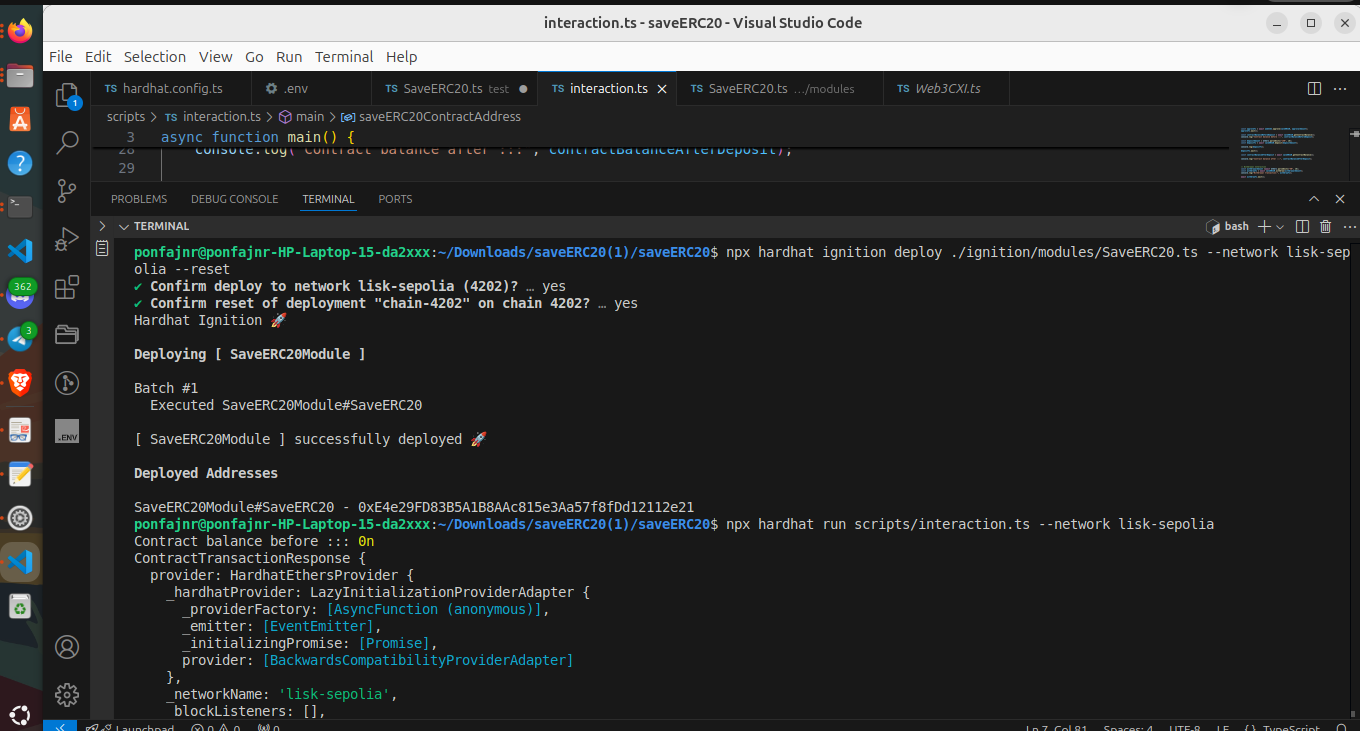 interaction.ts - saveERC20 - Visual Studio Code
File Edit Selection View Go Run Terminal Help
TS hardhat.config.ts .env TS SaveERC20.ts test TS interaction.ts TS SaveERC20.ts .../modules TS Web3CXI.ts
scripts > TS interaction.ts > main > saveERC20ContractAddress
3 async function main() {
28 console.log("Contract balance after :::", contractBalanceAfterDeposit);
29
PROBLEMS DEBUG CONSOLE TERMINAL PORTS
TERMINAL bash
ponfajnr@ponfajnr-HP-Laptop-15-da2xxx:~/Downloads/saveERC20(1)/saveERC20$ npx hardhat ignition deploy ./ignition/modules/SaveERC20.ts --network lisk-sep
olia --reset
✔ Confirm deploy to network lisk-sepolia (4202)? … yes
✔ Confirm reset of deployment "chain-4202" on chain 4202? … yes
Hardhat Ignition 🚀
Deploying [ SaveERC20Module ]
Batch #1
Executed SaveERC20Module#SaveERC20
[ SaveERC20Module ] successfully deployed 🚀
Deployed Addresses
SaveERC20Module#SaveERC20 - 0xE4e29FD83B5A1B8AAc815e3Aa57f8fDd12112e21
ponfajnr@ponfajnr-HP-Laptop-15-da2xxx:~/Downloads/saveERC20(1)/saveERC20$ npx hardhat run scripts/interaction.ts --network lisk-sepolia
Contract balance before ::: 0n
ContractTransactionResponse {
provider: HardhatEthersProvider {
_hardhatProvider: LazyInitializationProviderAdapter {
_providerFactory: [AsyncFunction (anonymous)],
_emitter: [EventEmitter],
_initializingPromise: [Promise],
provider: [BackwardsCompatibilityProviderAdapter]
},
_networkName: 'lisk-sepolia',
_blockListeners: [],
1
362
3
.ENV
Launchpad 0 0 0 Ln 7, Col 81 Spaces: 4 UTF-8 LF {} TypeScript